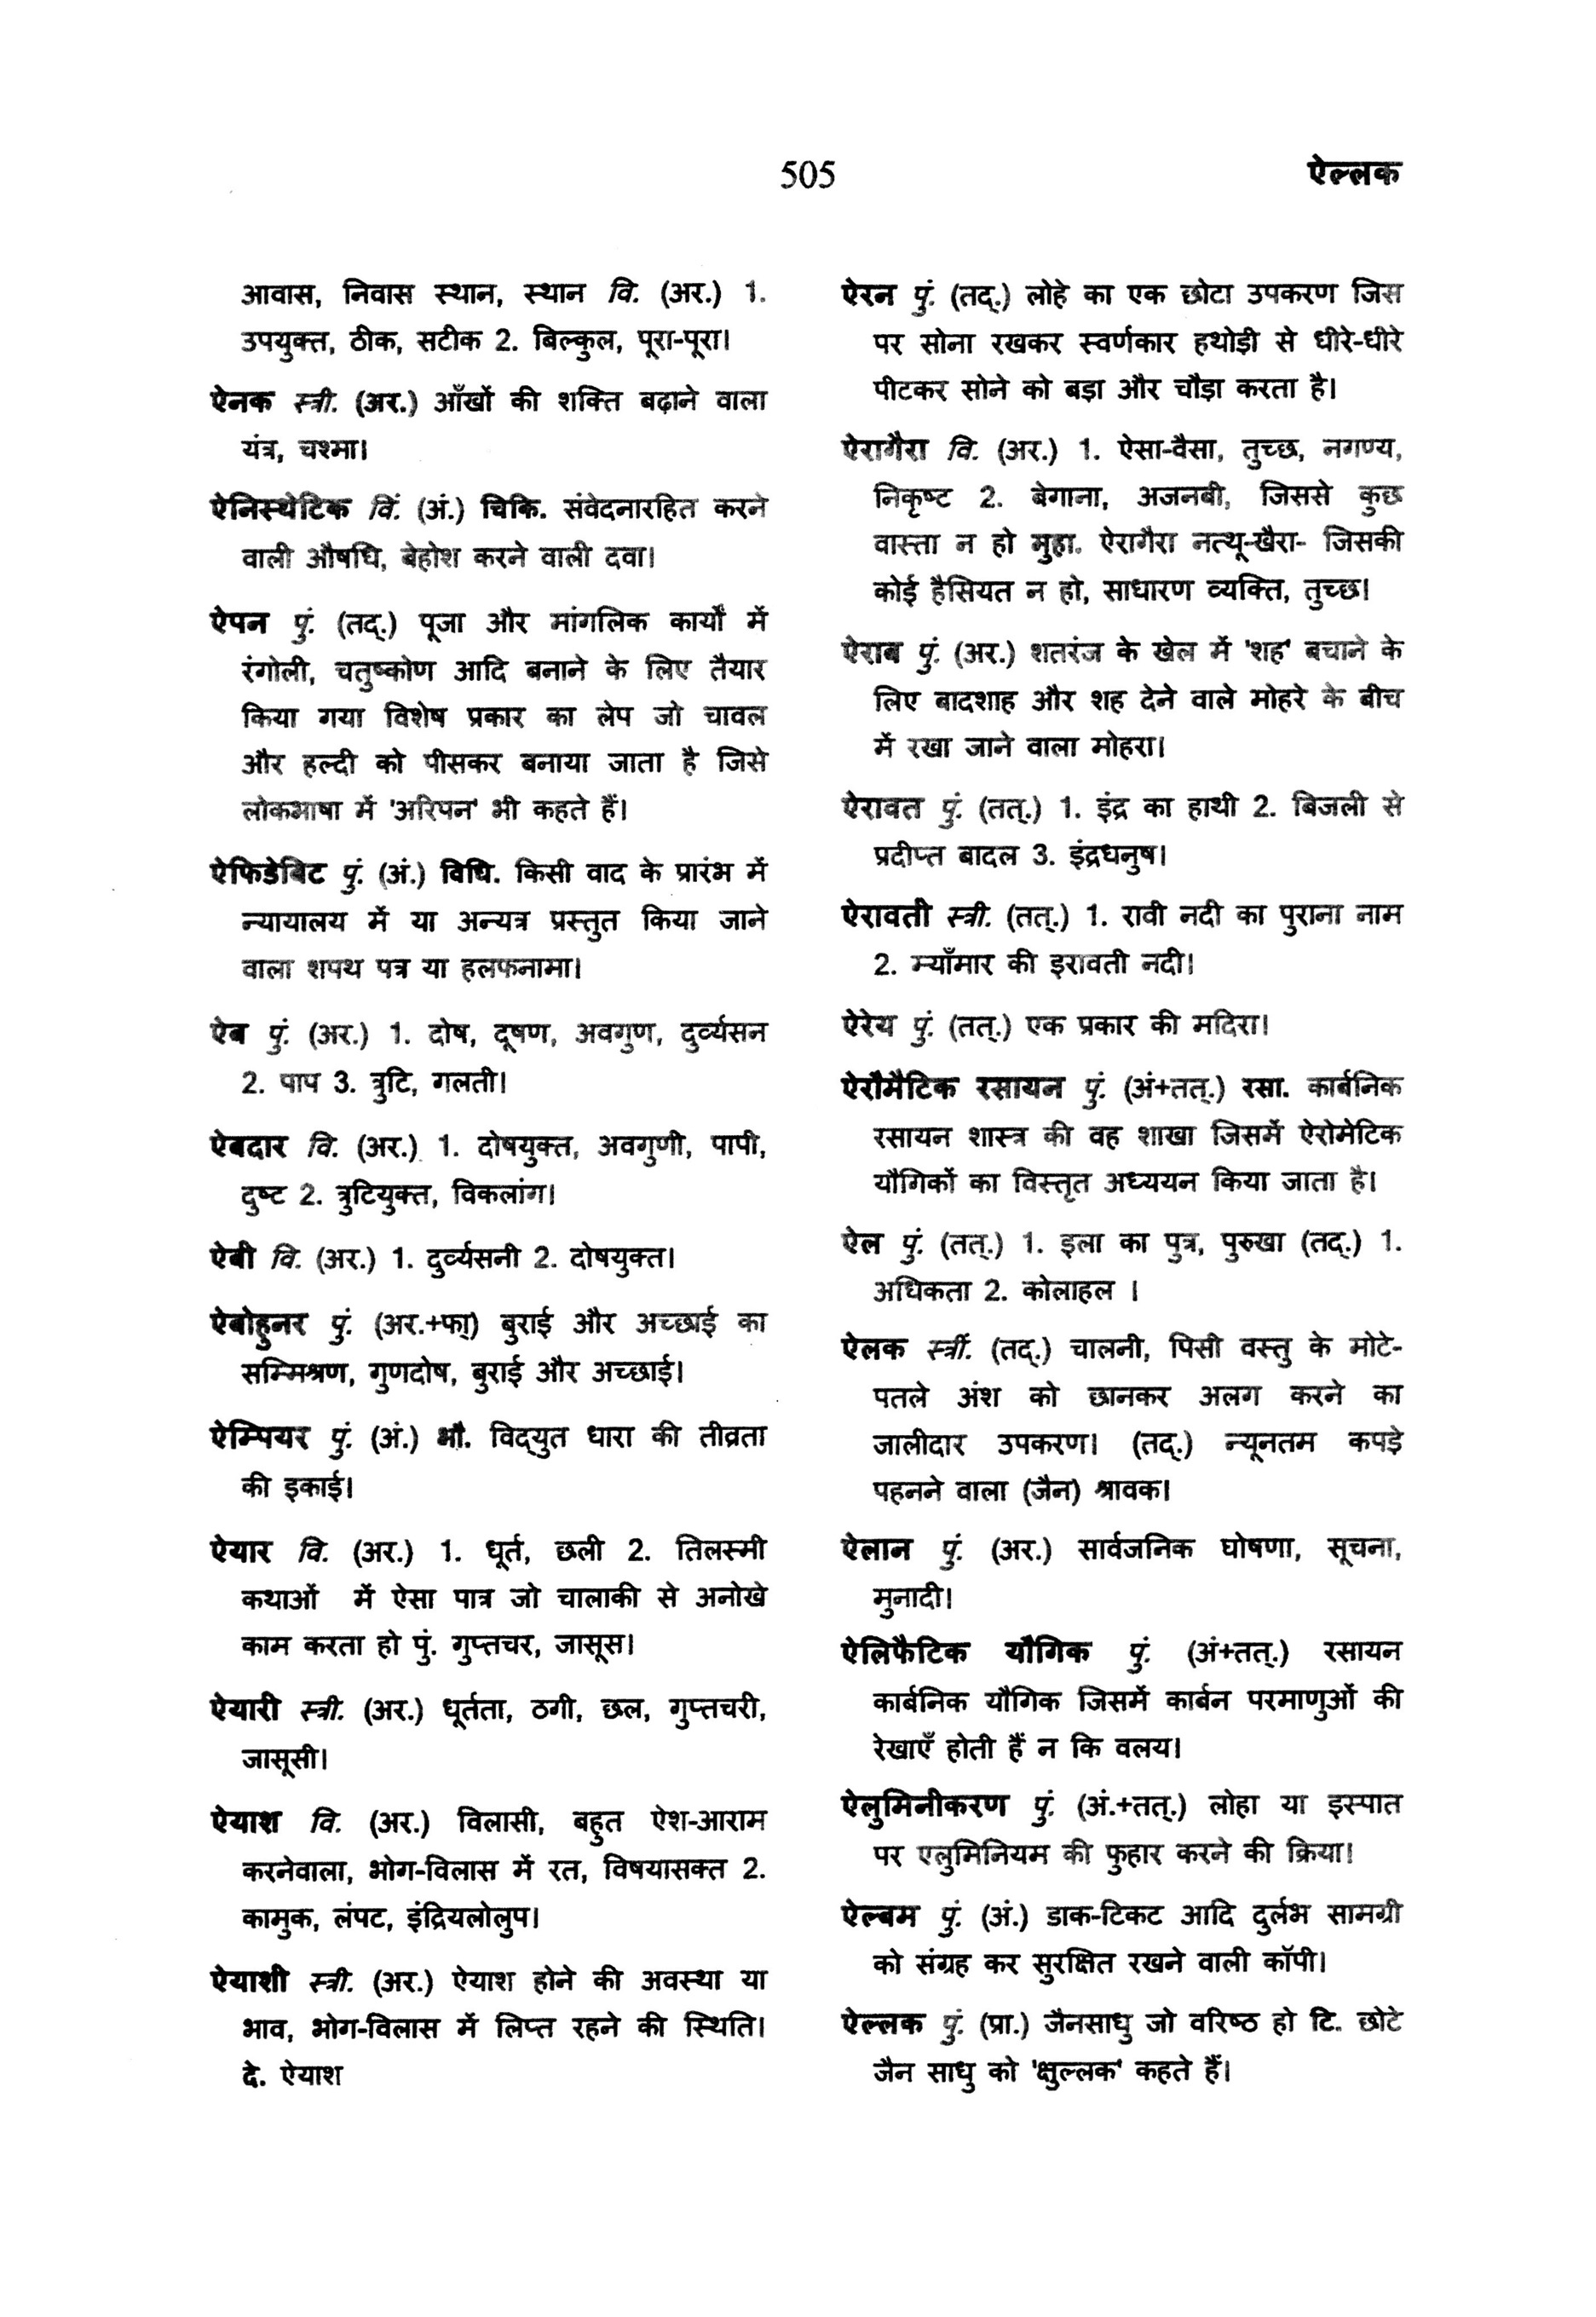 505
ऐल्लक
आवास, निवास स्थान, स्थान वि. (अर.) 1.
उपयुक्त, ठीक, सटीक 2. बिल्कुल, पूरा-पूरा।
ऐनक स्त्री. (अर.) आँखों की शक्ति बढ़ाने वाला
यंत्र, चश्मा।
ऐनिस्थेटिक विं. (अं.) चिकि. संवेदनारहित करने
वाली औषधि, बेहोश करने वाली दवा।
ऐपन पुं. (तद्.) पूजा और मांगलिक कार्यों में
रंगोली, चतुष्कोण आदि बनाने के लिए तैयार
किया गया विशेष प्रकार का लेप जो चावल
और हल्दी को पीसकर बनाया जाता है जिसे
लोकभाषा में 'अरिपन' भी कहते हैं।
ऐफिडेविट पुं. (अं.) विधि. किसी वाद के प्रारंभ में
न्यायालय में या अन्यत्र प्रस्तुत किया जाने
वाला शपथ पत्र या हलफनामा।
ऐब पुं. (अर.) 1. दोष, दूषण, अवगुण, दुर्व्यसन
2. पाप 3. त्रुटि, गलती।
ऐबदार वि. (अर.) 1. दोषयुक्त, अवगुणी, पापी,
दुष्ट 2. त्रुटियुक्त, विकलांग।
ऐबी वि. (अर.) 1. दुर्व्यसनी 2. दोषयुक्त।
ऐबोहुनर पुं. (अर.+फा) बुराई और अच्छाई का
सम्मिश्रण, गुणदोष, बुराई और अच्छाई।
ऐम्पियर पुं. (अं.) भौ. विद्युत धारा की तीव्रता
की इकाई।
ऐयार वि. (अर.) 1. धूर्त, छली 2. तिलस्मी
कथाओं में ऐसा पात्र जो चालाकी से अनोखे
काम करता हो पुं. गुप्तचर, जासूस।
ऐयारी स्त्री. (अर.) धूर्तता, ठगी, छल, गुप्तचरी,
जासूसी।
ऐयाश वि. (अर.) विलासी, बहुत ऐश-आराम
करनेवाला, भोग-विलास में रत, विषयासक्त 2.
कामुक, लंपट, इंद्रियलोलुप।
ऐयाशी स्त्री. (अर.) ऐयाश होने की अवस्था या
भाव, भोग-विलास में लिप्त रहने की स्थिति।
दे. ऐयाश
ऐरन पुं. (तद्.) लोहे का एक छोटा उपकरण जिस
पर सोना रखकर स्वर्णकार हथोड़ी से धीरे-धीरे
पीटकर सोने को बड़ा और चौड़ा करता है।
ऐरागैरा वि. (अर.) 1. ऐसा-वैसा, तुच्छ, नगण्य,
निकृष्ट 2. बेगाना, अजनबी, जिससे कुछ
वास्ता न हो मुहा. ऐरागैरा नत्थू-खैरा- जिसकी
कोई हैसियत न हो, साधारण व्यक्ति, तुच्छ।
ऐराब पुं. (अर.) शतरंज के खेल में 'शह' बचाने के
लिए बादशाह और शह देने वाले मोहरे के बीच
में रखा जाने वाला मोहरा।
ऐरावत पुं. (तत्.) 1. इंद्र का हाथी 2. बिजली से
प्रदीप्त बादल 3. इंद्रधनुष।
ऐरावती स्त्री. (तत्.) 1. रावी नदी का पुराना नाम
2. म्याँमार की इरावती नदी।
ऐरेय पुं. (तत्.) एक प्रकार की मदिरा।
ऐरौमैटिक रसायन पुं. (अं+तत्.) रसा. कार्बनिक
रसायन शास्त्र की वह शाखा जिसमें ऐरोमेटिक
यौगिकों का विस्तृत अध्ययन किया जाता है।
ऐल पुं. (तत्.) 1. इला का पुत्र, पुरुखा (तद्.) 1.
अधिकता 2. कोलाहल ।
ऐलक स्त्रीं. (तद्.) चालनी, पिसी वस्तु के मोटे-
पतले अंश को छानकर अलग करने का
जालीदार उपकरण। (तद्.) न्यूनतम कपड़े
पहनने वाला (जैन) श्रावक।
ऐलान पुं. (अर.) सार्वजनिक घोषणा, सूचना,
मुनादी।
ऐलिफैटिक यौगिक पुं. (अं+तत्.) रसायन
कार्बनिक यौगिक जिसमें कार्बन परमाणुओं की
रेखाएँ होती हैं न कि वलय।
ऐलुमिनीकरण पुं. (अं.+तत्.) लोहा या इस्पात
पर एलुमिनियम की फुहार करने की क्रिया।
ऐल्बम पुं. (अं.) डाक-टिकट आदि दुर्लभ सामग्री
को संग्रह कर सुरक्षित रखने वाली कॉपी।
ऐल्लक पुं. (प्रा.) जैनसाधु जो वरिष्ठ हो टि. छोटे
जैन साधु को 'क्षुल्लक' कहते हैं।